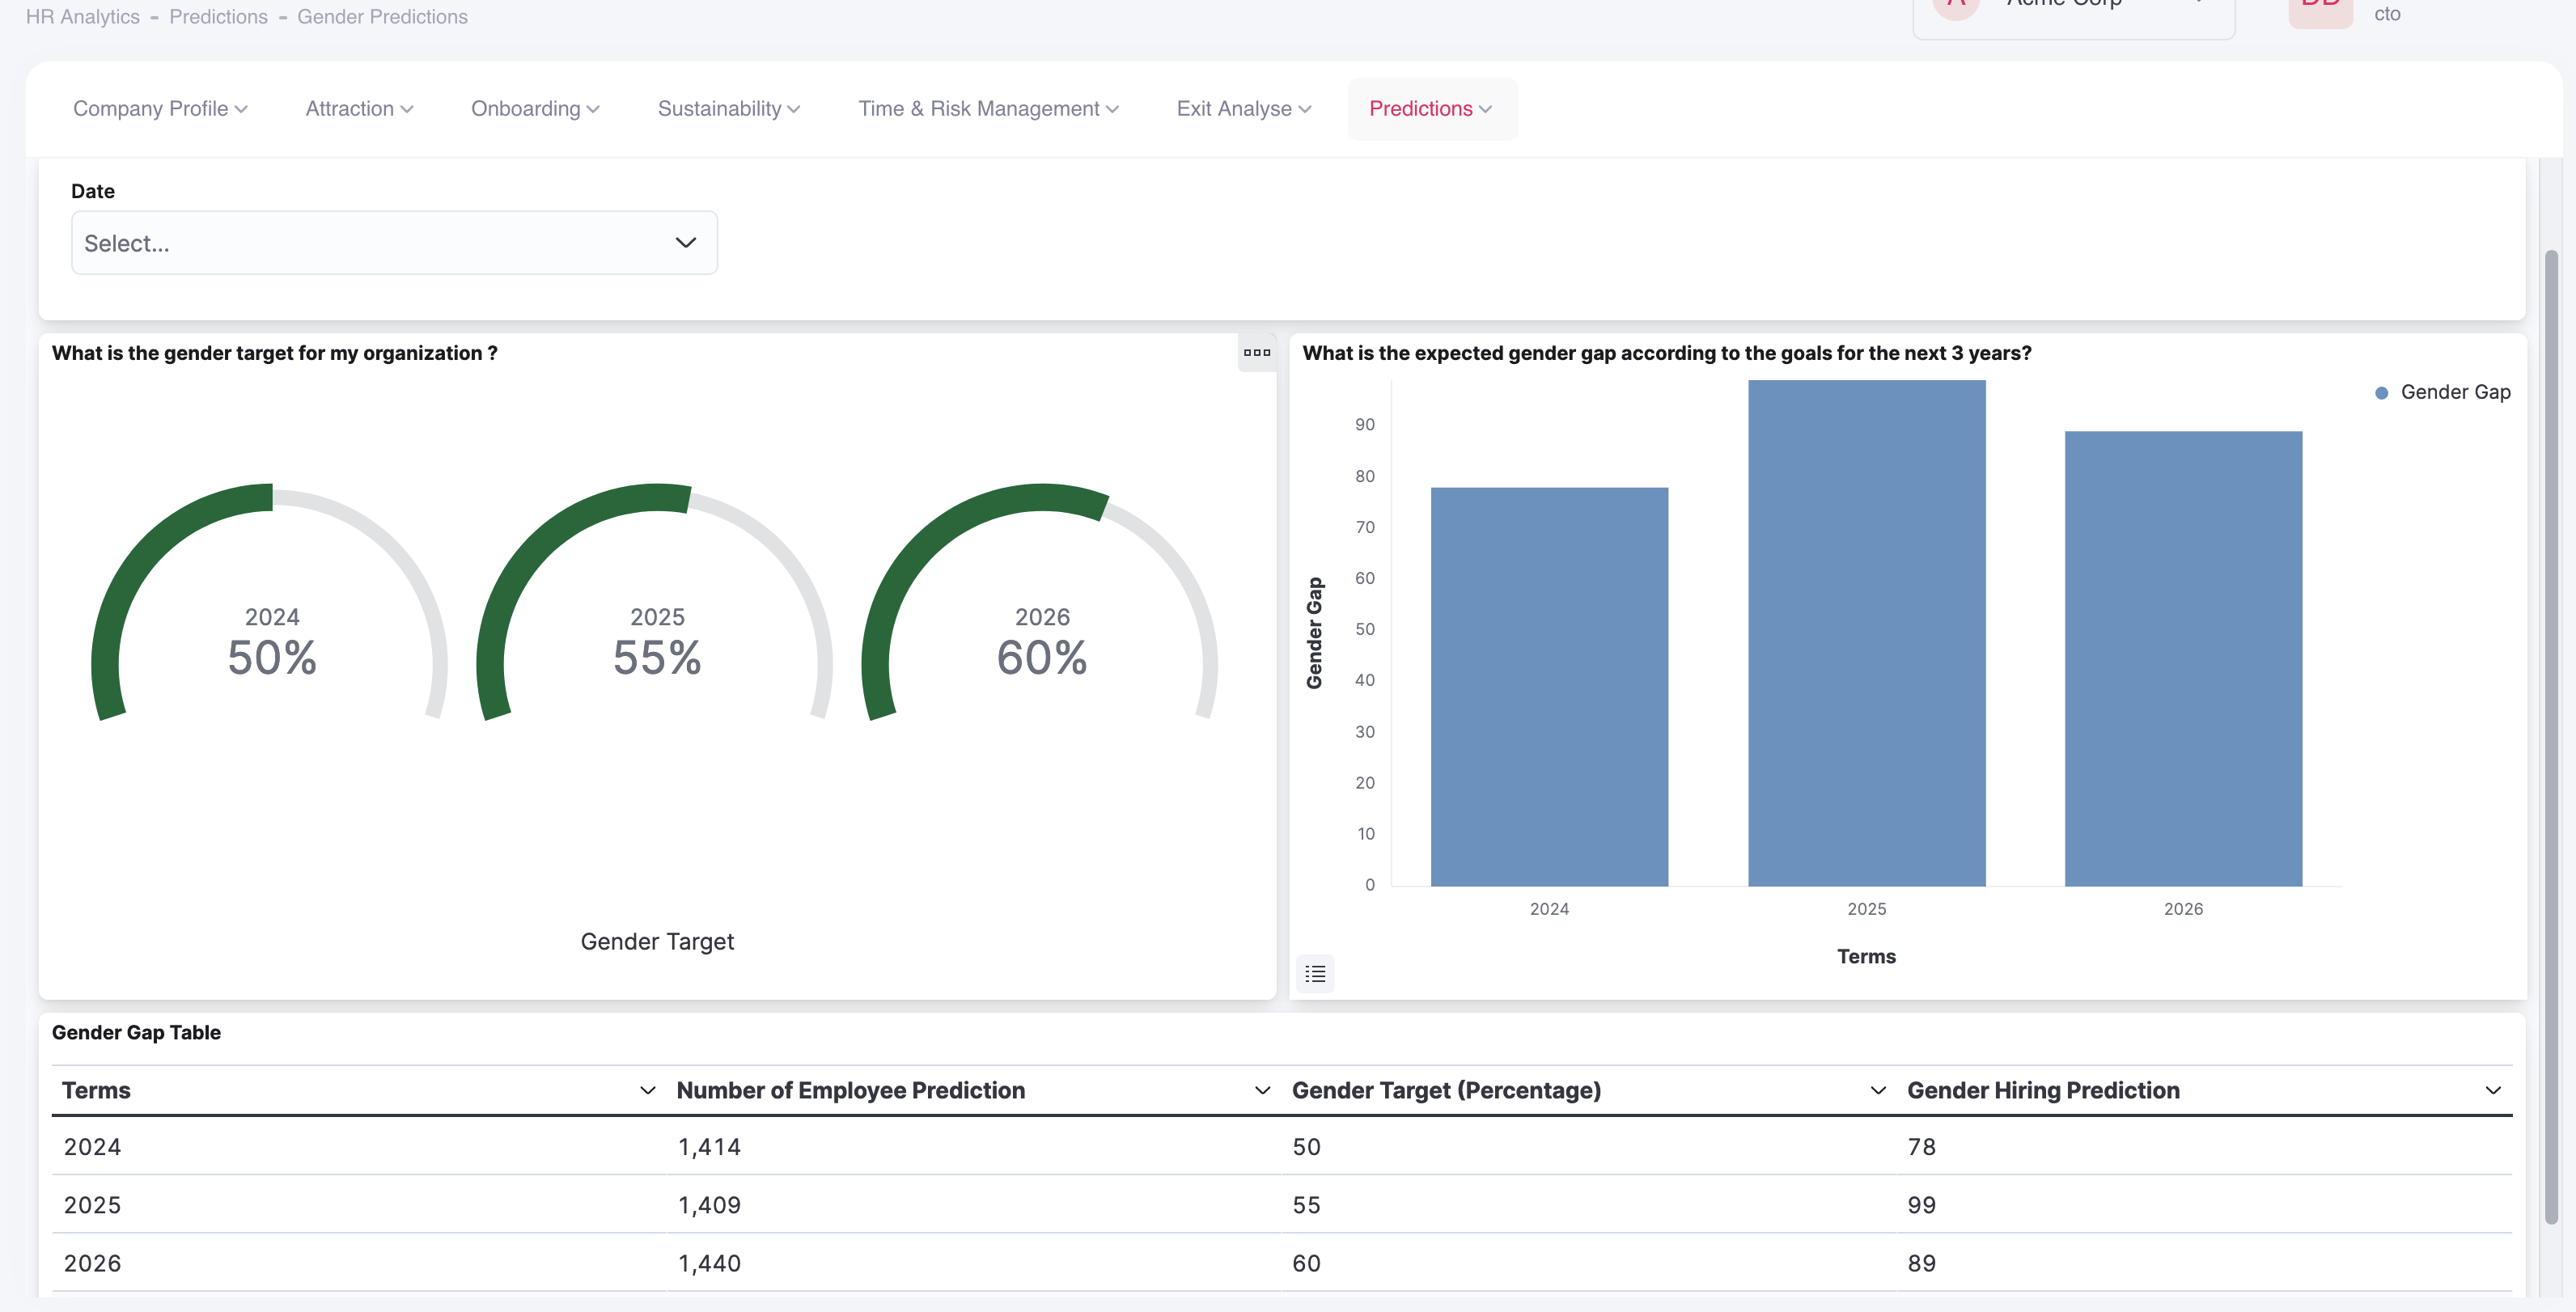 HR Analytics - Predictions - Gender Predictions
Acme Corp
cto
Company Profile Attraction Onboarding Sustainability Time & Risk Management Exit Analyse Predictions
Date
Select...
What is the gender target for my organization ?
2024
50%
2025
55%
2026
60%
Gender Target
What is the expected gender gap according to the goals for the next 3 years?
Gender Gap
90
80
70
60
50
40
30
20
10
0
Gender Gap
2024 2025 2026
Terms
Gender Gap Table
Terms Number of Employee Prediction Gender Target (Percentage) Gender Hiring Prediction
2024 1,414 50 78
2025 1,409 55 99
2026 1,440 60 89